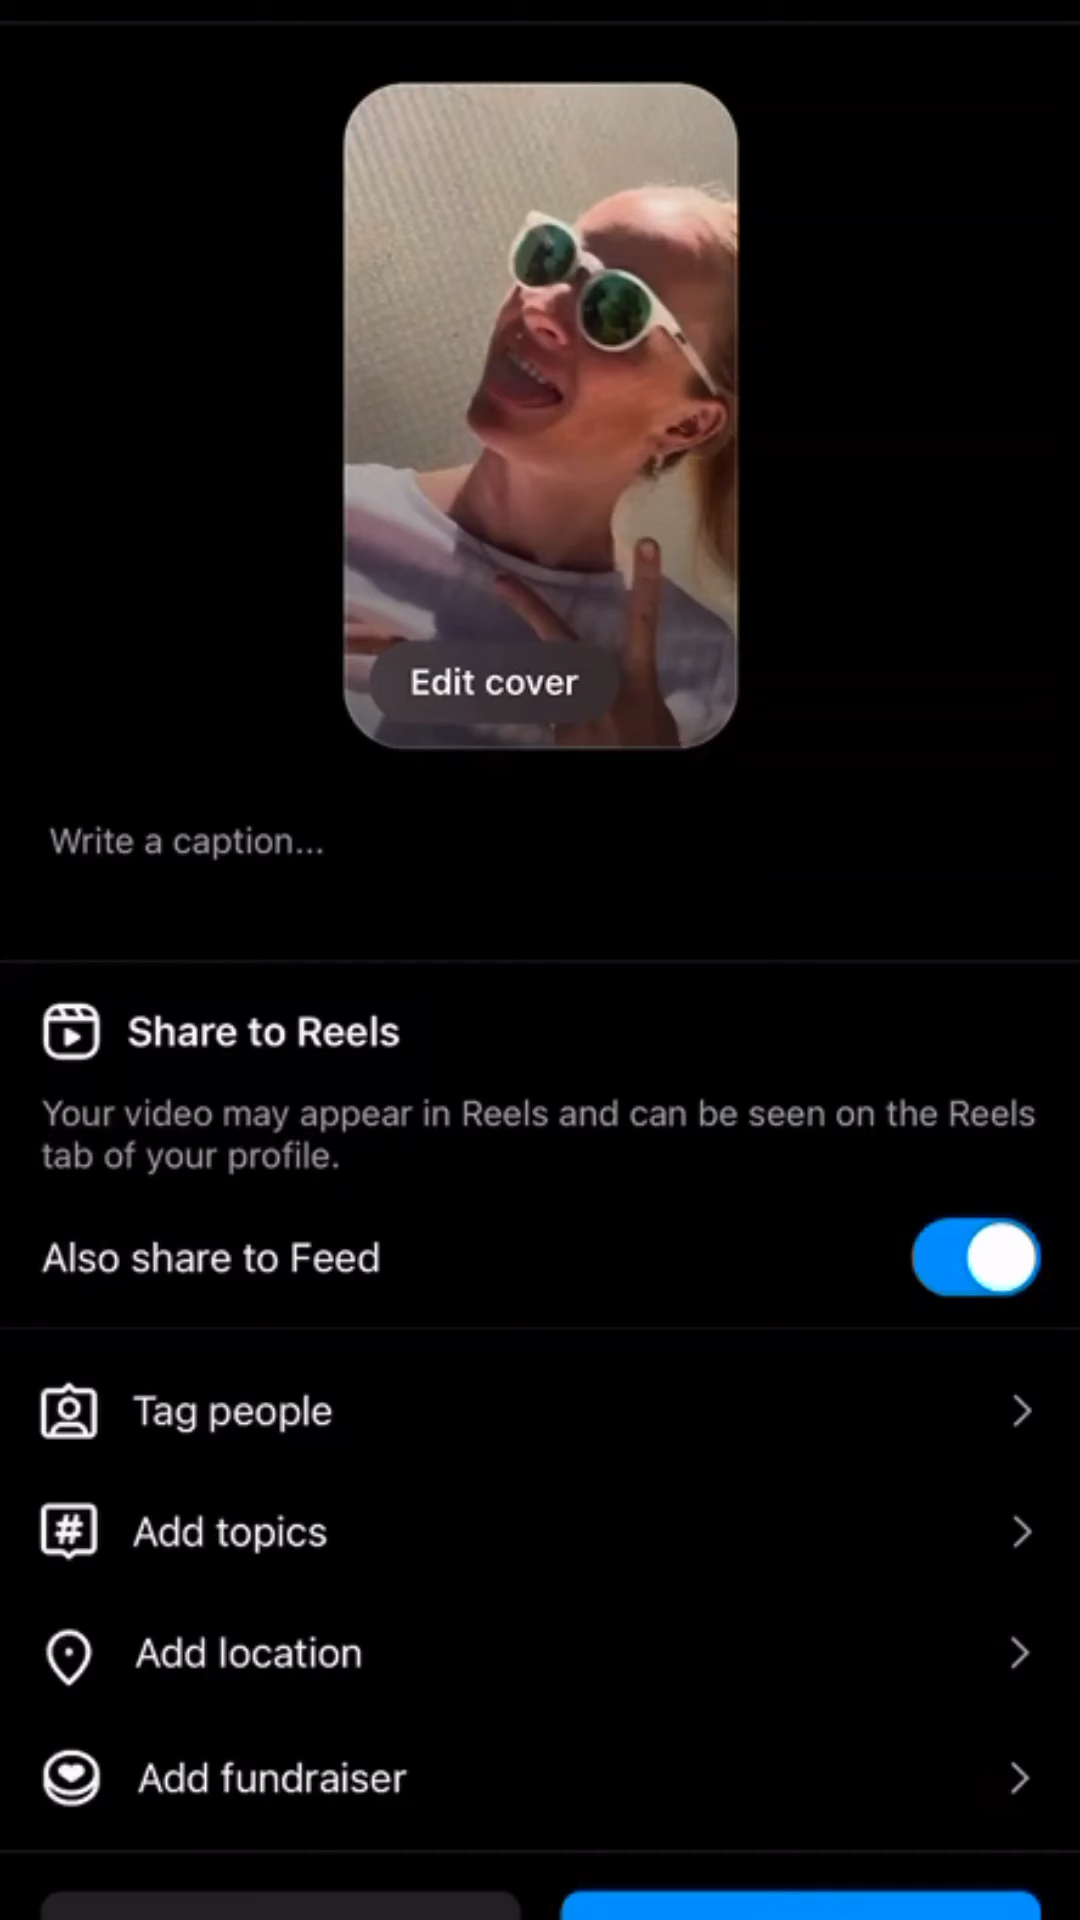 Edit cover
Write a caption...
Share to Reels
Your video may appear in Reels and can be seen on the Reels
tab of your profile.
Also share to Feed
Tag people
Add topics
Add location
Add fundraiser